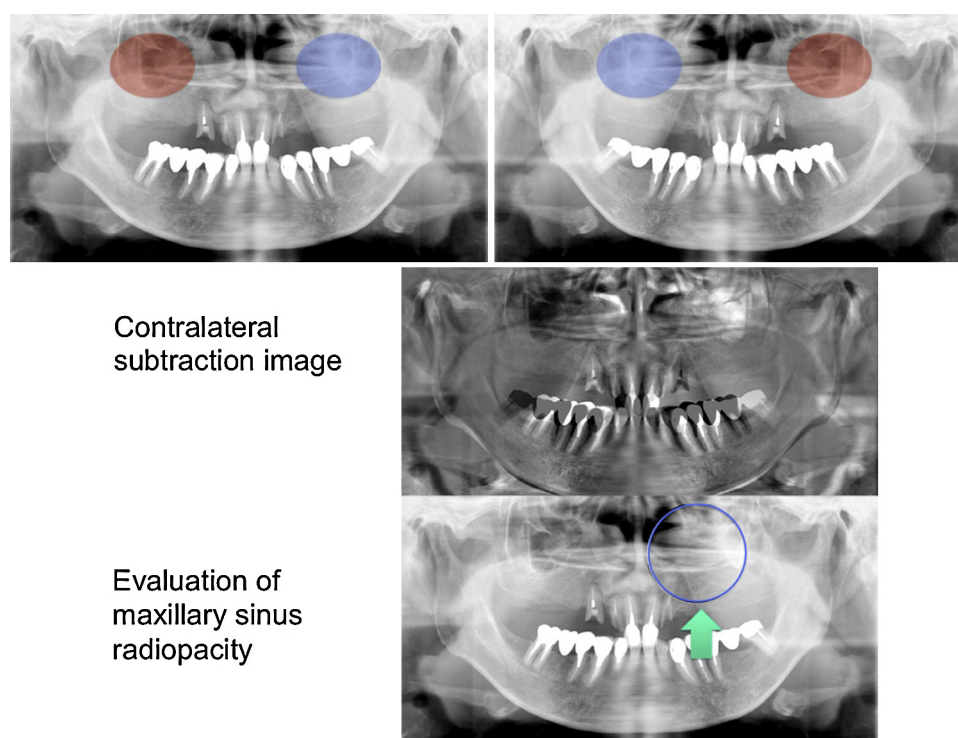 Contralateral
subtraction image
Evaluation of
maxillary sinus
radiopacity